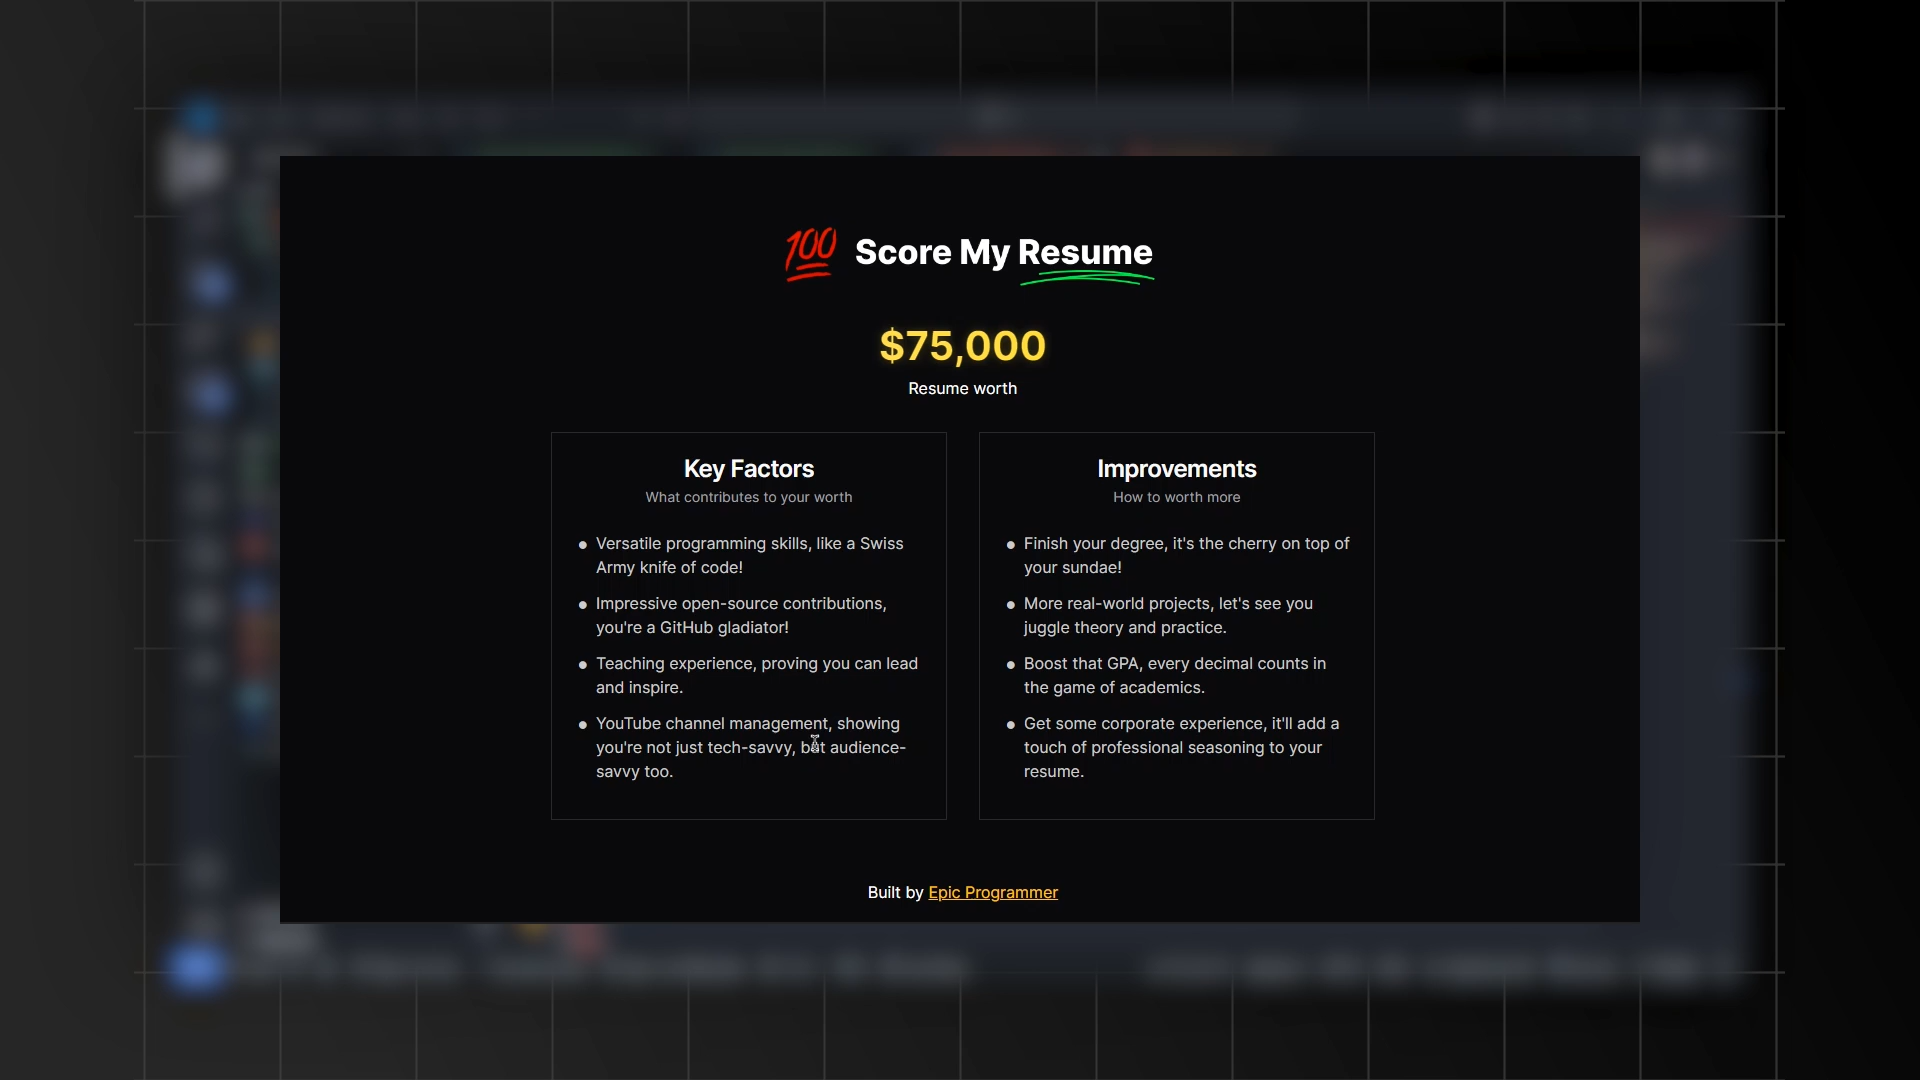 💯 Score My Resume
$75,000
Resume worth
Key Factors
What contributes to your worth
● Versatile programming skills, like a Swiss
Army knife of code!
● Impressive open-source contributions,
you're a GitHub gladiator!
● Teaching experience, proving you can lead
and inspire.
● YouTube channel management, showing
you're not just tech-savvy, but audience-
savvy too.
Improvements
How to worth more
● Finish your degree, it's the cherry on top of
your sundae!
● More real-world projects, let's see you
juggle theory and practice.
● Boost that GPA, every decimal counts in
the game of academics.
● Get some corporate experience, it'll add a
touch of professional seasoning to your
resume.
Built by Epic Programmer